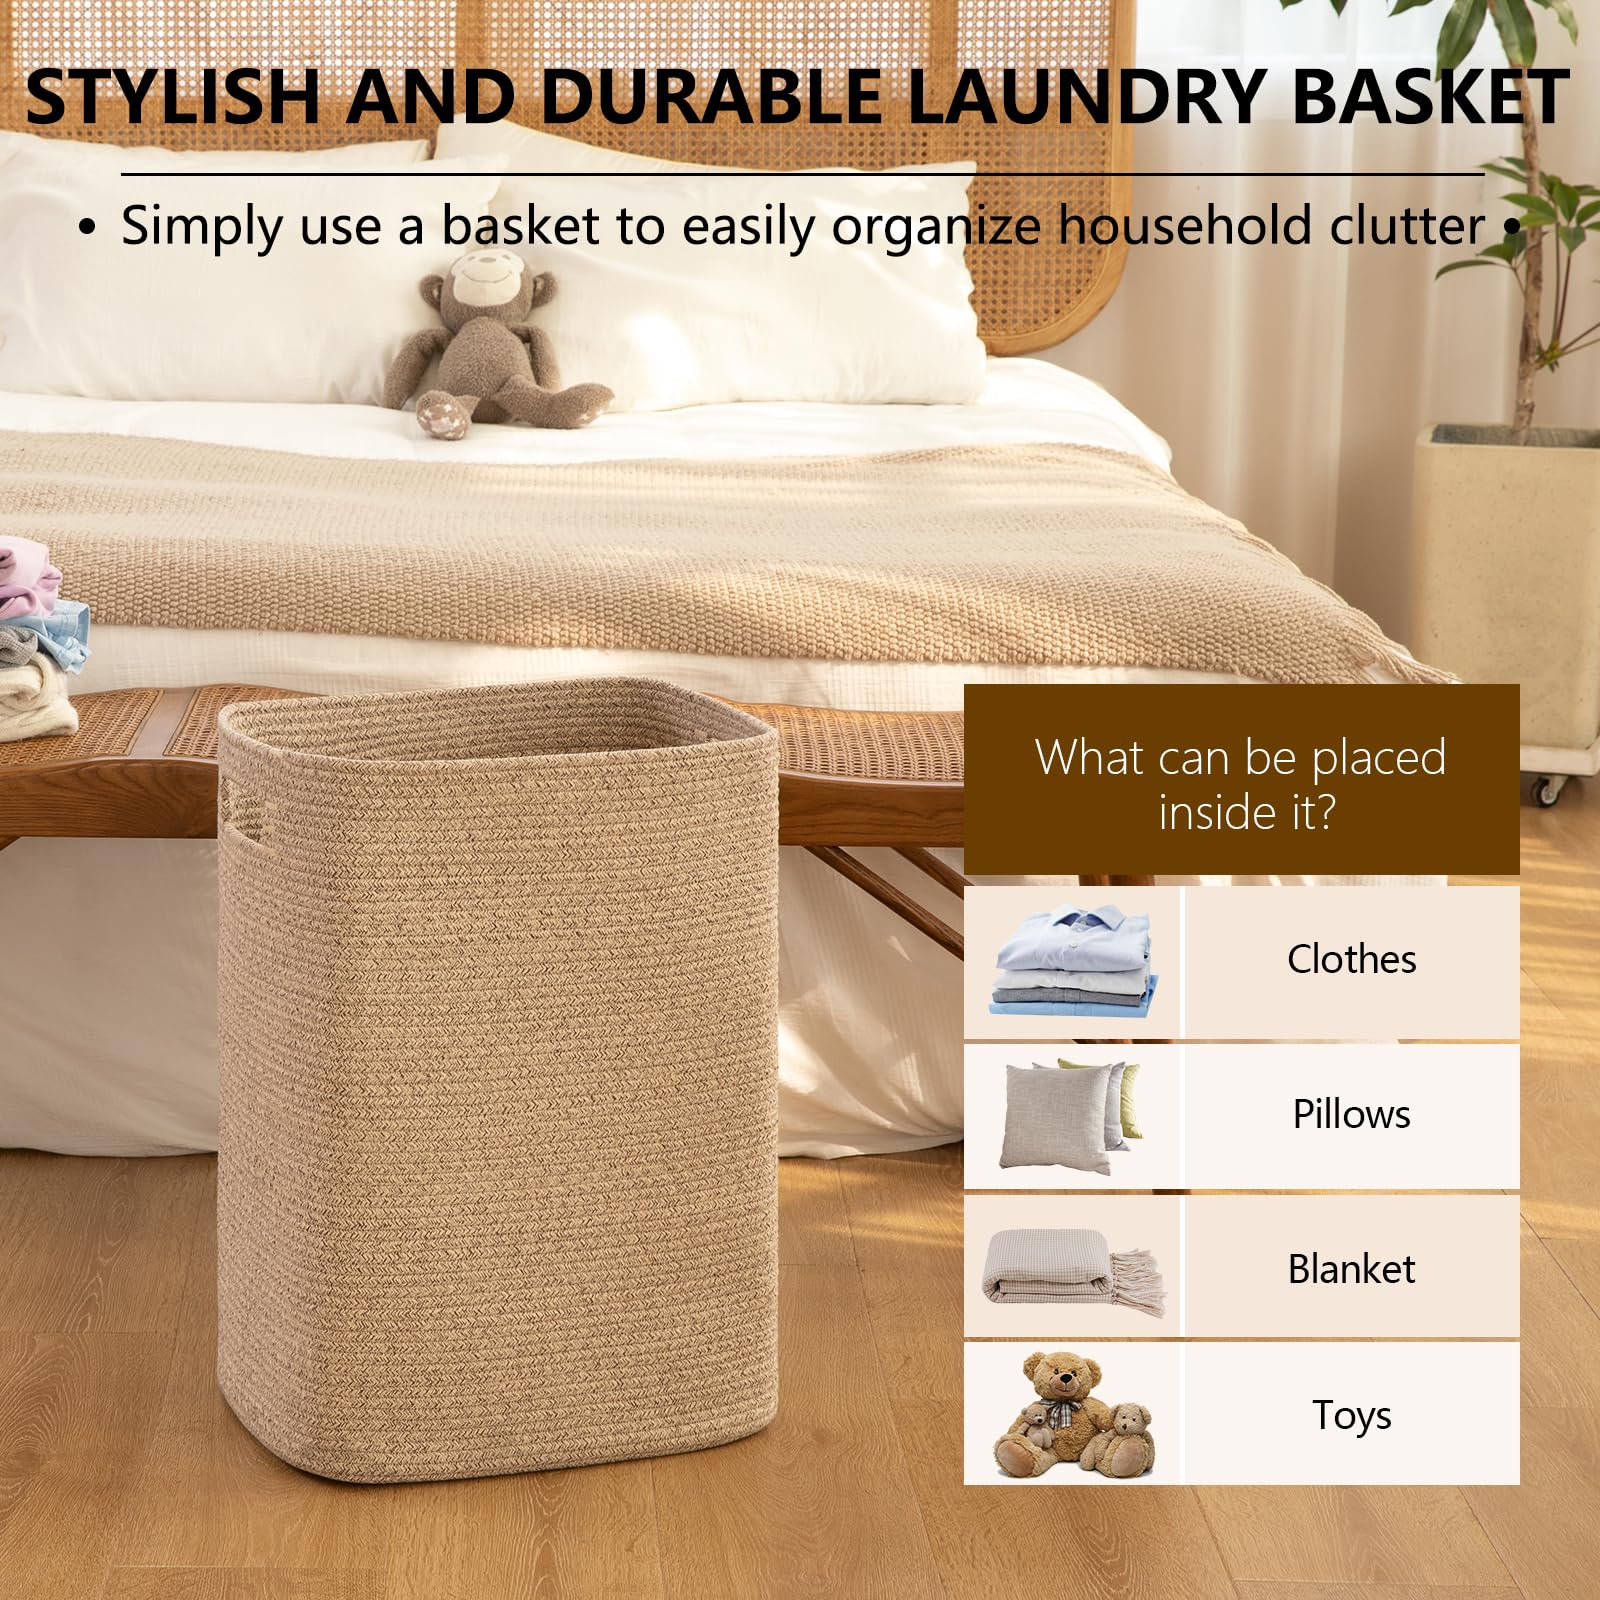 STYLISH AND DURABLE LAUNDRY BASKET
• Simply use a basket to easily organize household clutter •
What can be placed
inside it?
Clothes
Pillows
Blanket
Toys